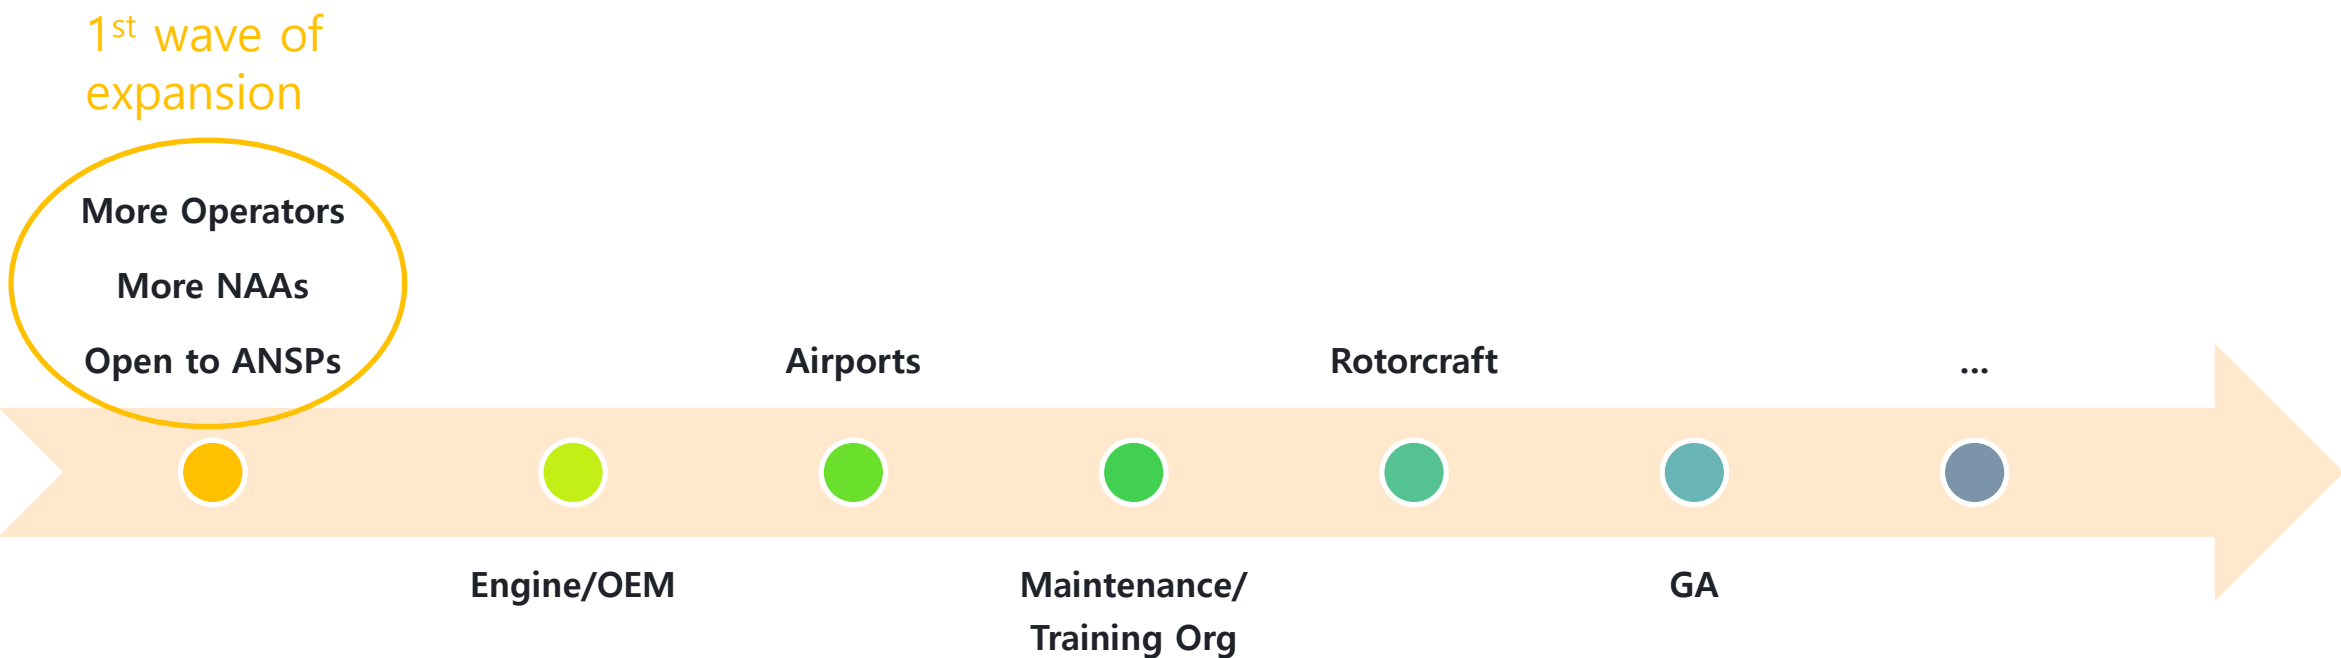 1st wave of
expansion
More Operators
More NAAs
Open to ANSPs
Engine/OEM
Airports
Maintenance/
Training Org
Rotorcraft
GA
...